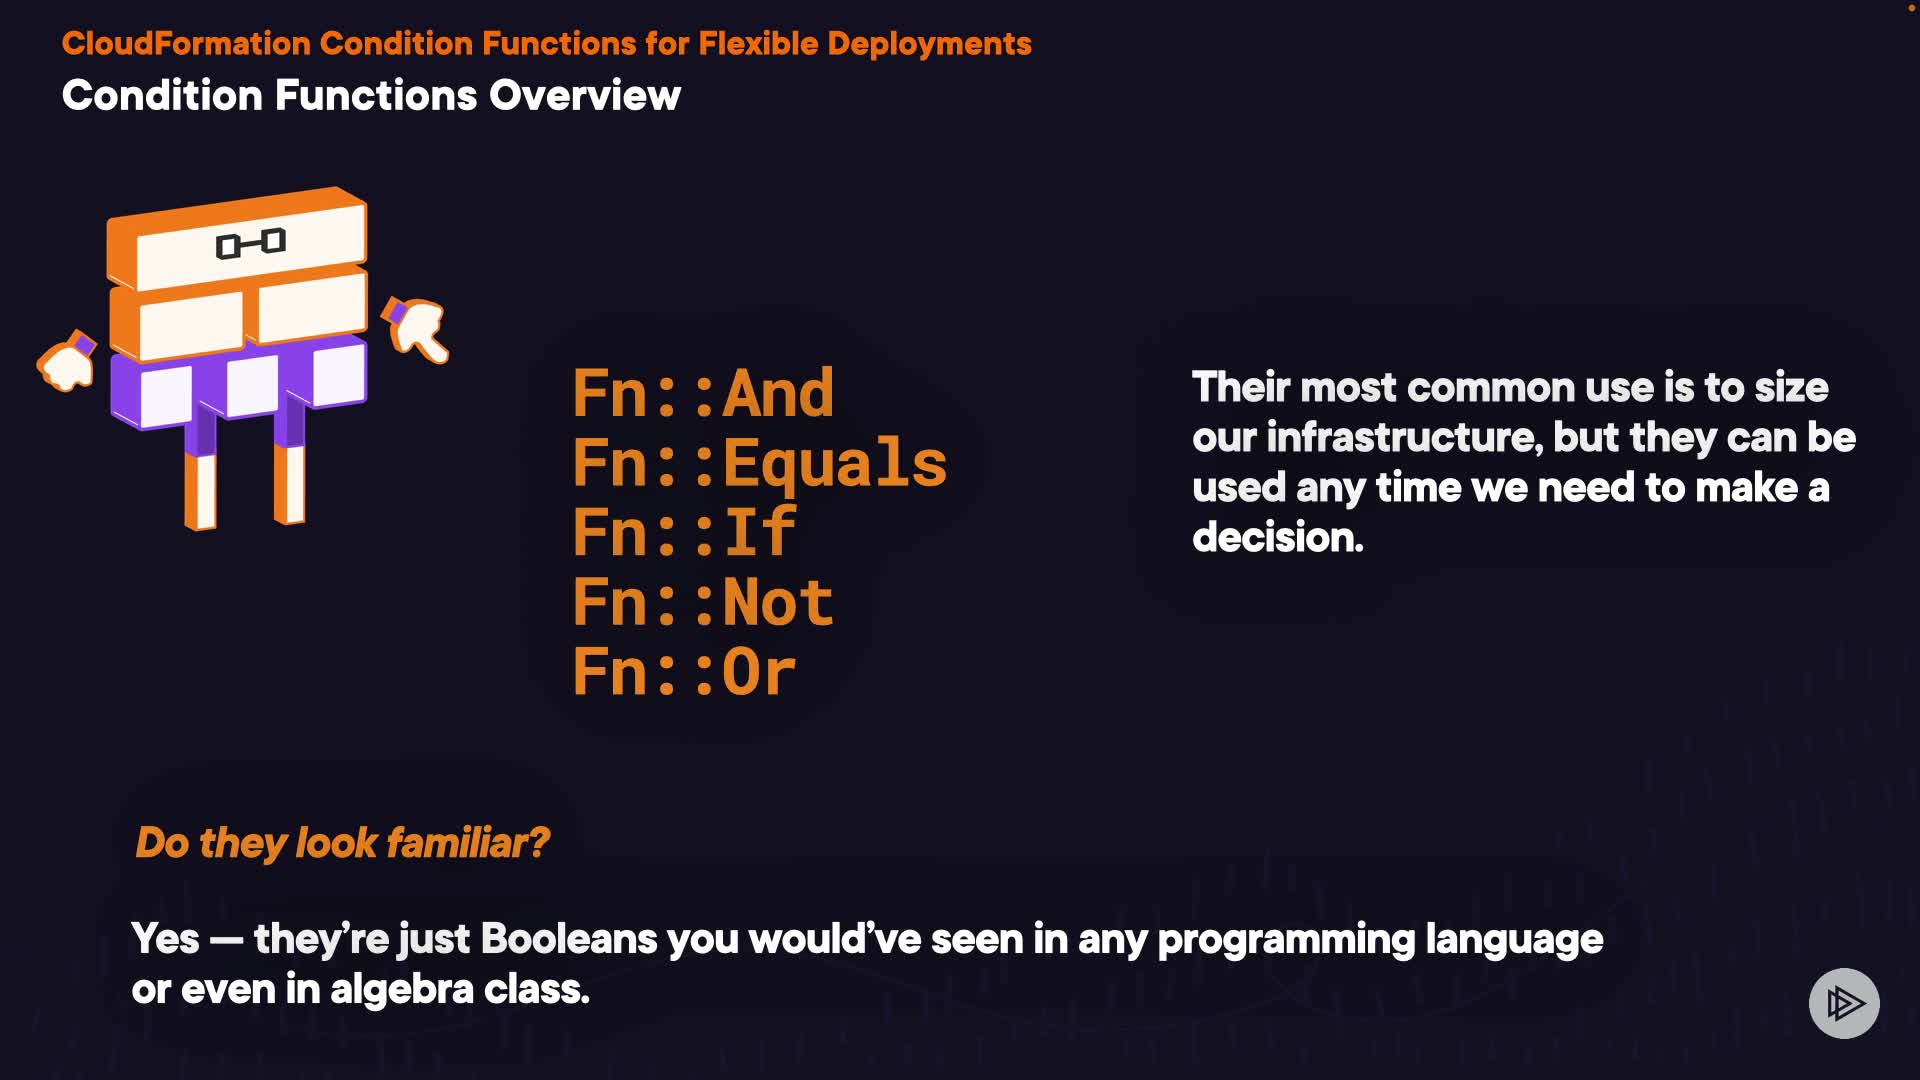 CloudFormation Condition Functions for Flexible Deployments
Condition Functions Overview
Fn::And
Fn::Equals
Fn::If
Fn::Not
Fn::Or
Their most common use is to size
our infrastructure, but they can be
used any time we need to make a
decision.
Do they look familiar?
Yes — they’re just Booleans you would’ve seen in any programming language
or even in algebra class.